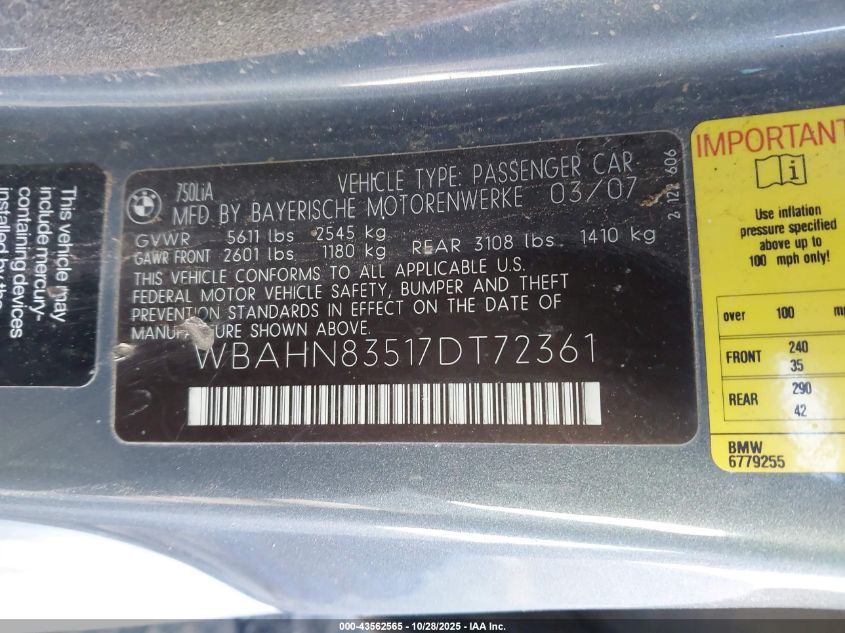 This vehicle may
include mercury-
containing devices
installed by the
BMW
750LiA
VEHICLE TYPE: PASSENGER CAR
MFD. BY BAYERISCHE MOTORENWERKE 03/07
GVWR 5611 lbs 2545 kg
GAWR FRONT 2601 lbs 1180 kg REAR 3108 lbs. 1410 kg
THIS VEHICLE CONFORMS TO ALL APPLICABLE U.S.
FEDERAL MOTOR VEHICLE SAFETY, BUMPER AND THEFT
PREVENTION STANDARDS IN EFFECT ON THE DATE OF
MANUFACTURE SHOWN ABOVE.
WBAHN83517DT72361
2 122 606
IMPORTANT
Use inflation
pressure specified
above up to
100 mph only!
over 100 m
FRONT 240
35
REAR 290
42
BMW
6779255
000-43562565 - 10/28/2025 - IAA Inc.